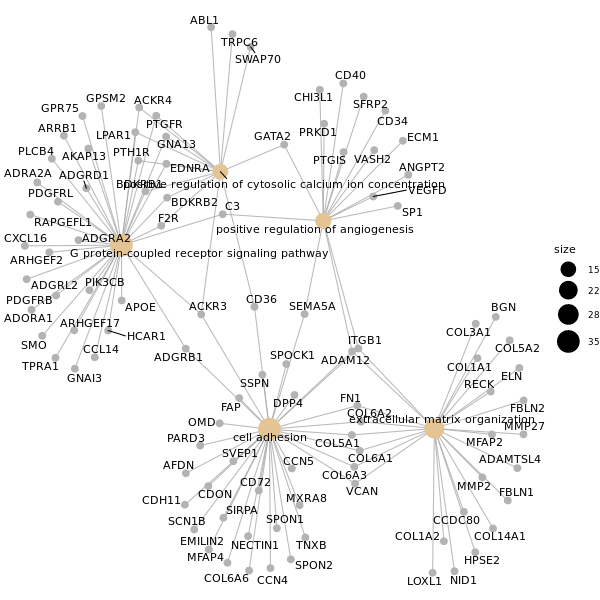 ABL1
TRPC6
SWAP70
CD40
GPSM2
ACKR4
CHI3L1
SFRP2
GPR75
PTGFR
CD34
ARRB1
LPAR1
PRKD1
GNA13
GATA2
ECM1
PLCB4
AKAP13
PTH1R
PTGIS
VASH2
EDNRA
ANGPT2
ADRA2A
ADGRD1
BDKRB1
positive regulation of cytosolic calcium ion concentration
PDGFRL
VEGFD
BDKRB2
C3
SP1
RAPGEFL1
F2R
positive regulation of angiogenesis
CXCL16
ADGRA2
G protein-coupled receptor signaling pathway
ARHGEF2
size
ADGRL2
PIK3CB
15
PDGFRB
CD36
22
APOE
ACKR3
SEMA5A
BGN
28
ADORA1
ARHGEF17
HCAR1
COL3A1
35
SMO
ITGB1
COL5A2
CCL14
ADGRB1
SPOCK1
ADAM12
TPRA1
COL1A1
GNAI3
SSPN
RECK
ELN
FAP
DPP4
FN1
FBLN2
COL6A2
OMD
extracellular matrix organization
MMP27
PARD3
cell adhesion
COL5A1
MFAP2
SVEP1
COL6A1
ADAMTSL4
AFDN
CCN5
COL6A3
CDON
CD72
VCAN
MMP2
FBLN1
CDH11
MXRA8
SIRPA
SCN1B
SPON1
CCDC80
EMILIN2
NECTIN1
TNXB
COL1A2
COL14A1
MFAP4
SPON2
HPSE2
COL6A6
CCN4
LOXL1
NID1